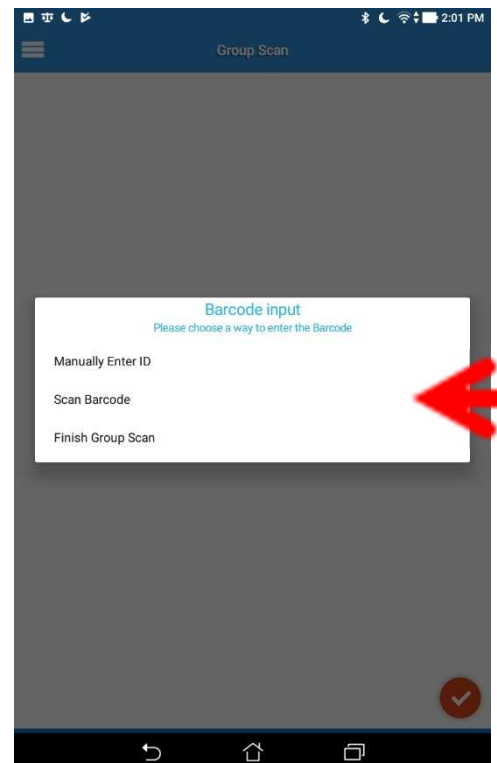 2:01 PM
Group Scan
Barcode input
Please choose a way to enter the Barcode
Manually Enter ID
Scan Barcode
Finish Group Scan